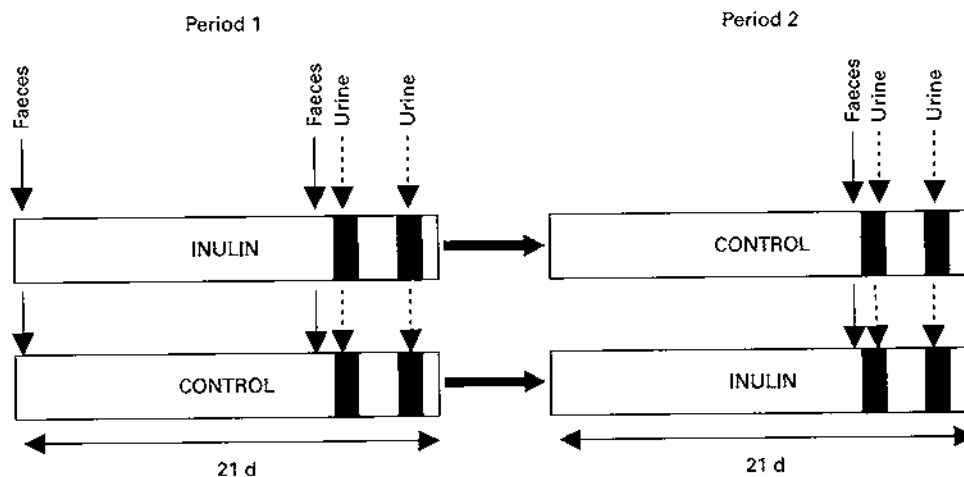 Period 1
Period 2
Faeces
Faeces
Urine
Urine
Faeces
Urine
Urine
INULIN
CONTROL
CONTROL
INULIN
21 d
21 d